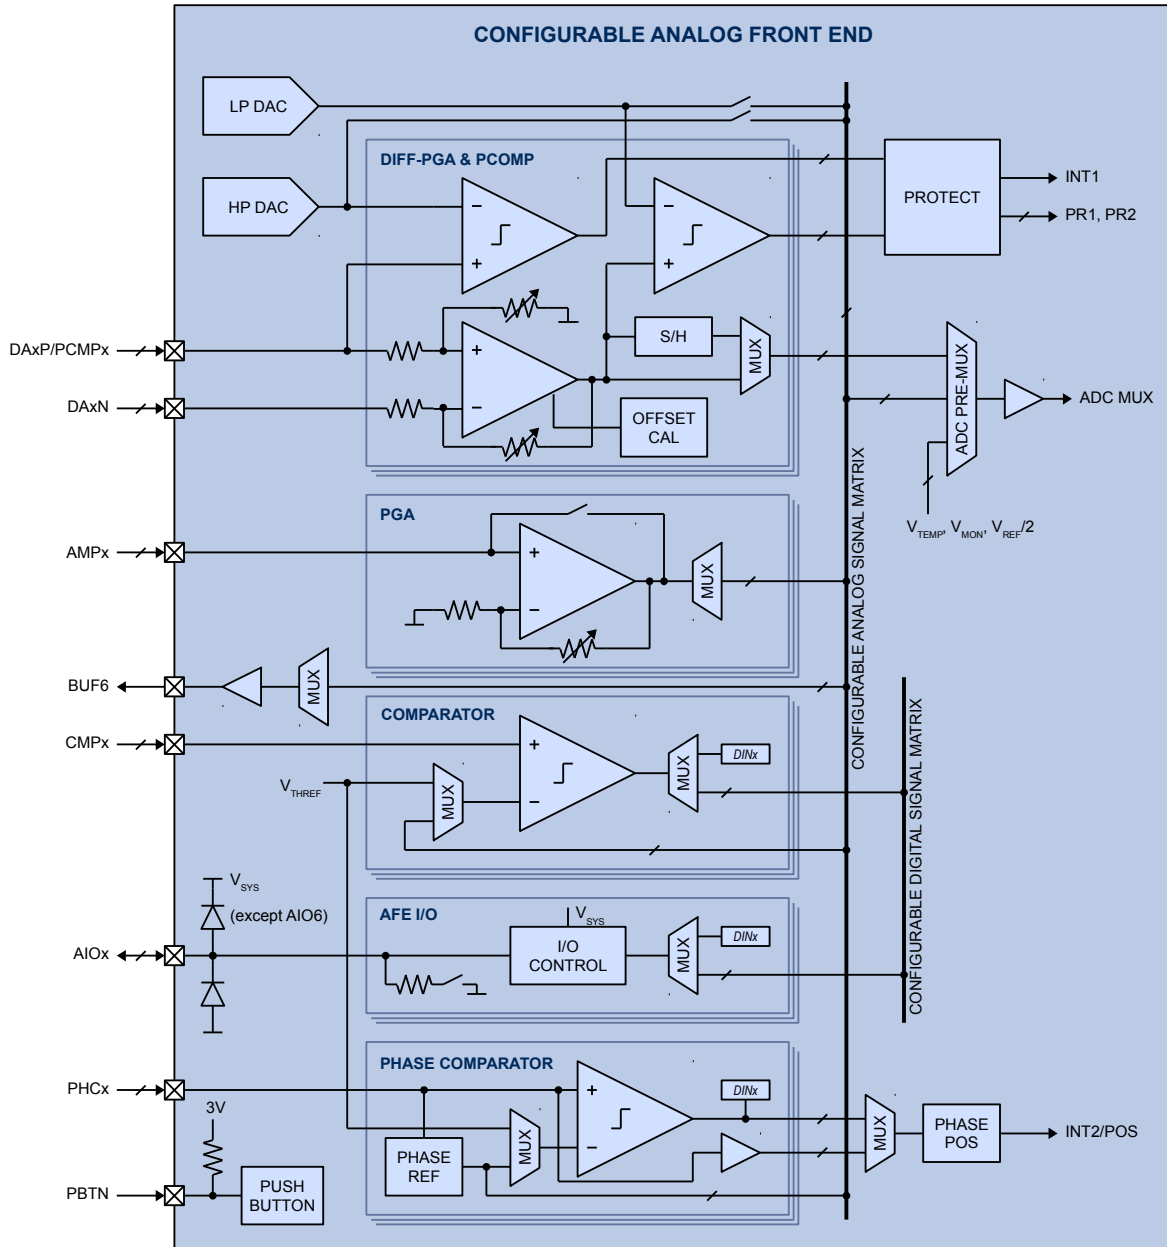 CONFIGURABLE ANALOG FRONT END
LP DAC
HP DAC
DIFF-PGA & PCOMP
−
+
−
+
PROTECT
INT1
PR1, PR2
DAxP/PCMPx
DAxN
+
−
S/H
MUX
OFFSET
CAL
ADC PRE-MUX
ADC MUX
VTEMP, VMON, VREF/2
CONFIGURABLE ANALOG SIGNAL MATRIX
PGA
AMPx
+
−
MUX
BUF6
MUX
COMPARATOR
CMPx
VTHREF
MUX
+
−
MUX
DINx
CONFIGURABLE DIGITAL SIGNAL MATRIX
VSYS
(except AIO6)
AIOx
AFE I/O
VSYS
I/O
CONTROL
MUX
DINx
PHASE COMPARATOR
PHCx
3V
PBTN
PUSH
BUTTON
PHASE
REF
MUX
+
−
DINx
MUX
PHASE
POS
INT2/POS